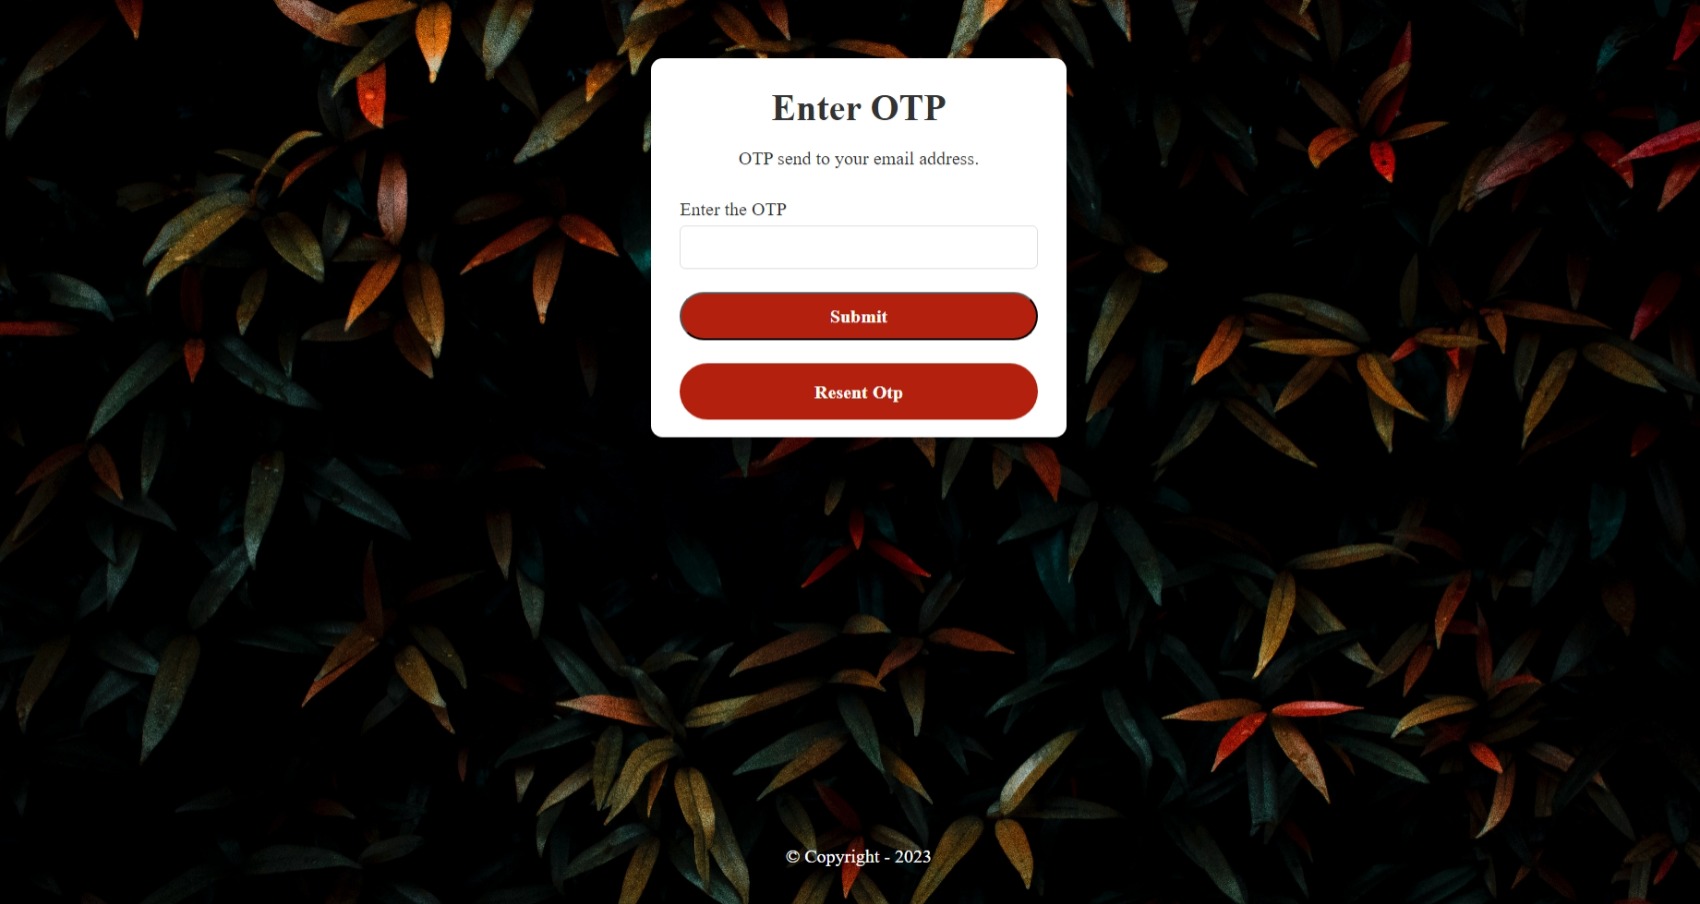 Enter OTP
OTP send to your email address.
Enter the OTP
Submit
Resent Otp
© Copyright - 2023